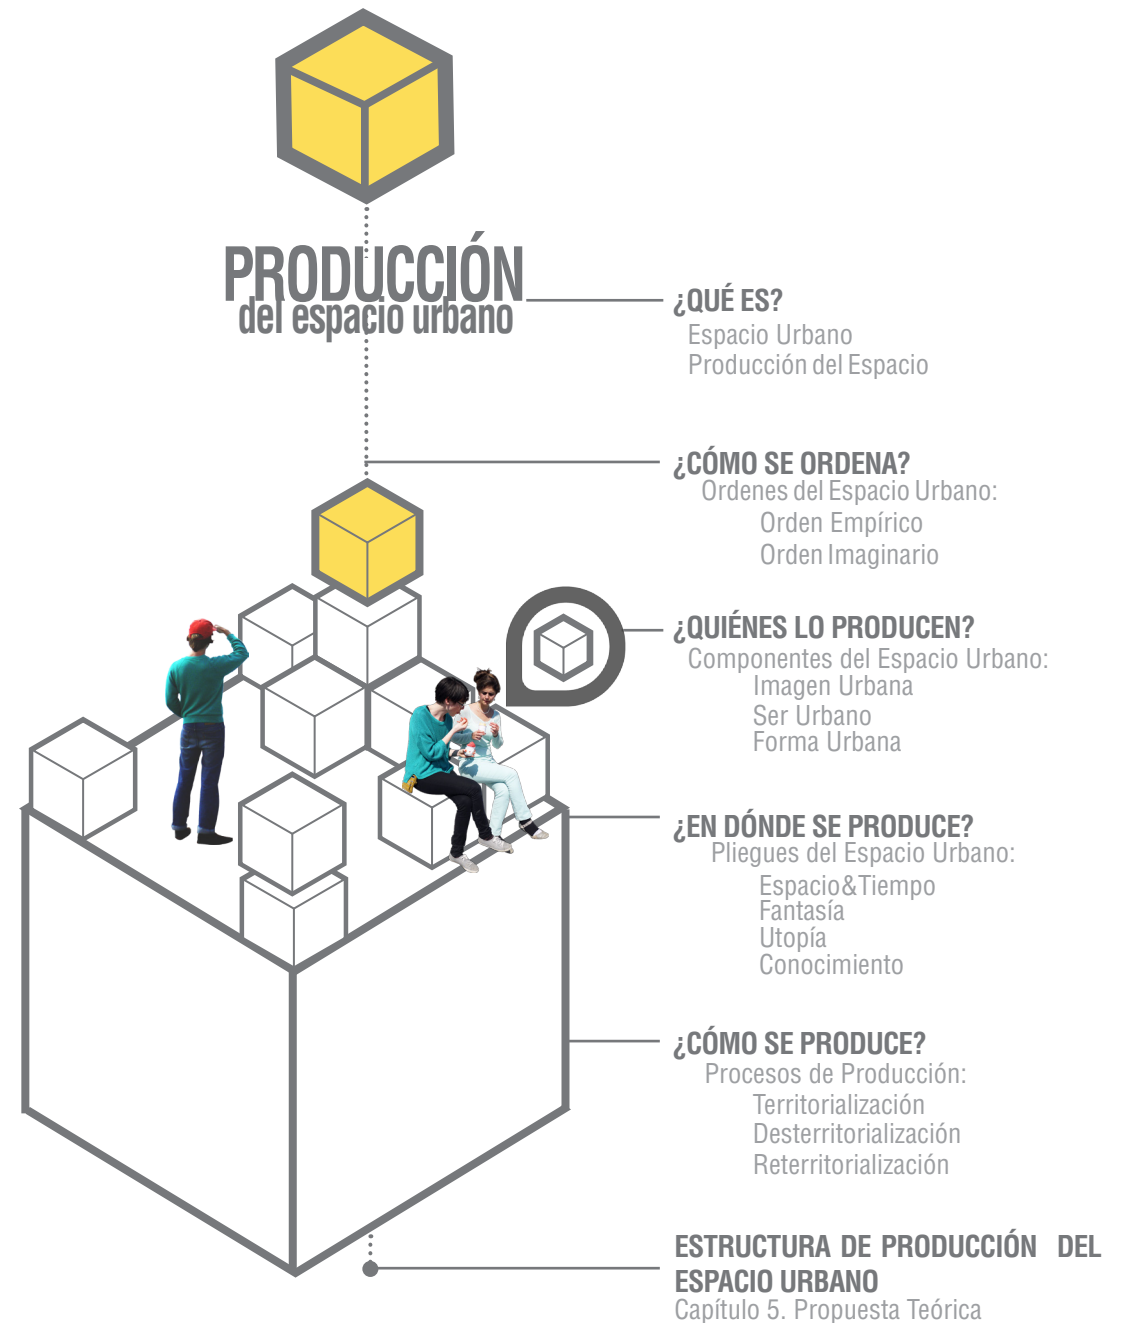 PRODUCCIÓN
del espacio urbano
¿QUÉ ES?
Espacio Urbano
Producción del Espacio
¿CÓMO SE ORDENA?
Ordenes del Espacio Urbano:
Orden Empírico
Orden Imaginario
¿QUIÉNES LO PRODUCEN?
Componentes del Espacio Urbano:
Imagen Urbana
Ser Urbano
Forma Urbana
¿EN DÓNDE SE PRODUCE?
Pliegues del Espacio Urbano:
Espacio&Tiempo
Fantasía
Utopía
Conocimiento
¿CÓMO SE PRODUCE?
Procesos de Producción:
Territorialización
Desterritorialización
Reterritorialización
ESTRUCTURA DE PRODUCCIÓN DEL
ESPACIO URBANO
Capítulo 5. Propuesta Teórica